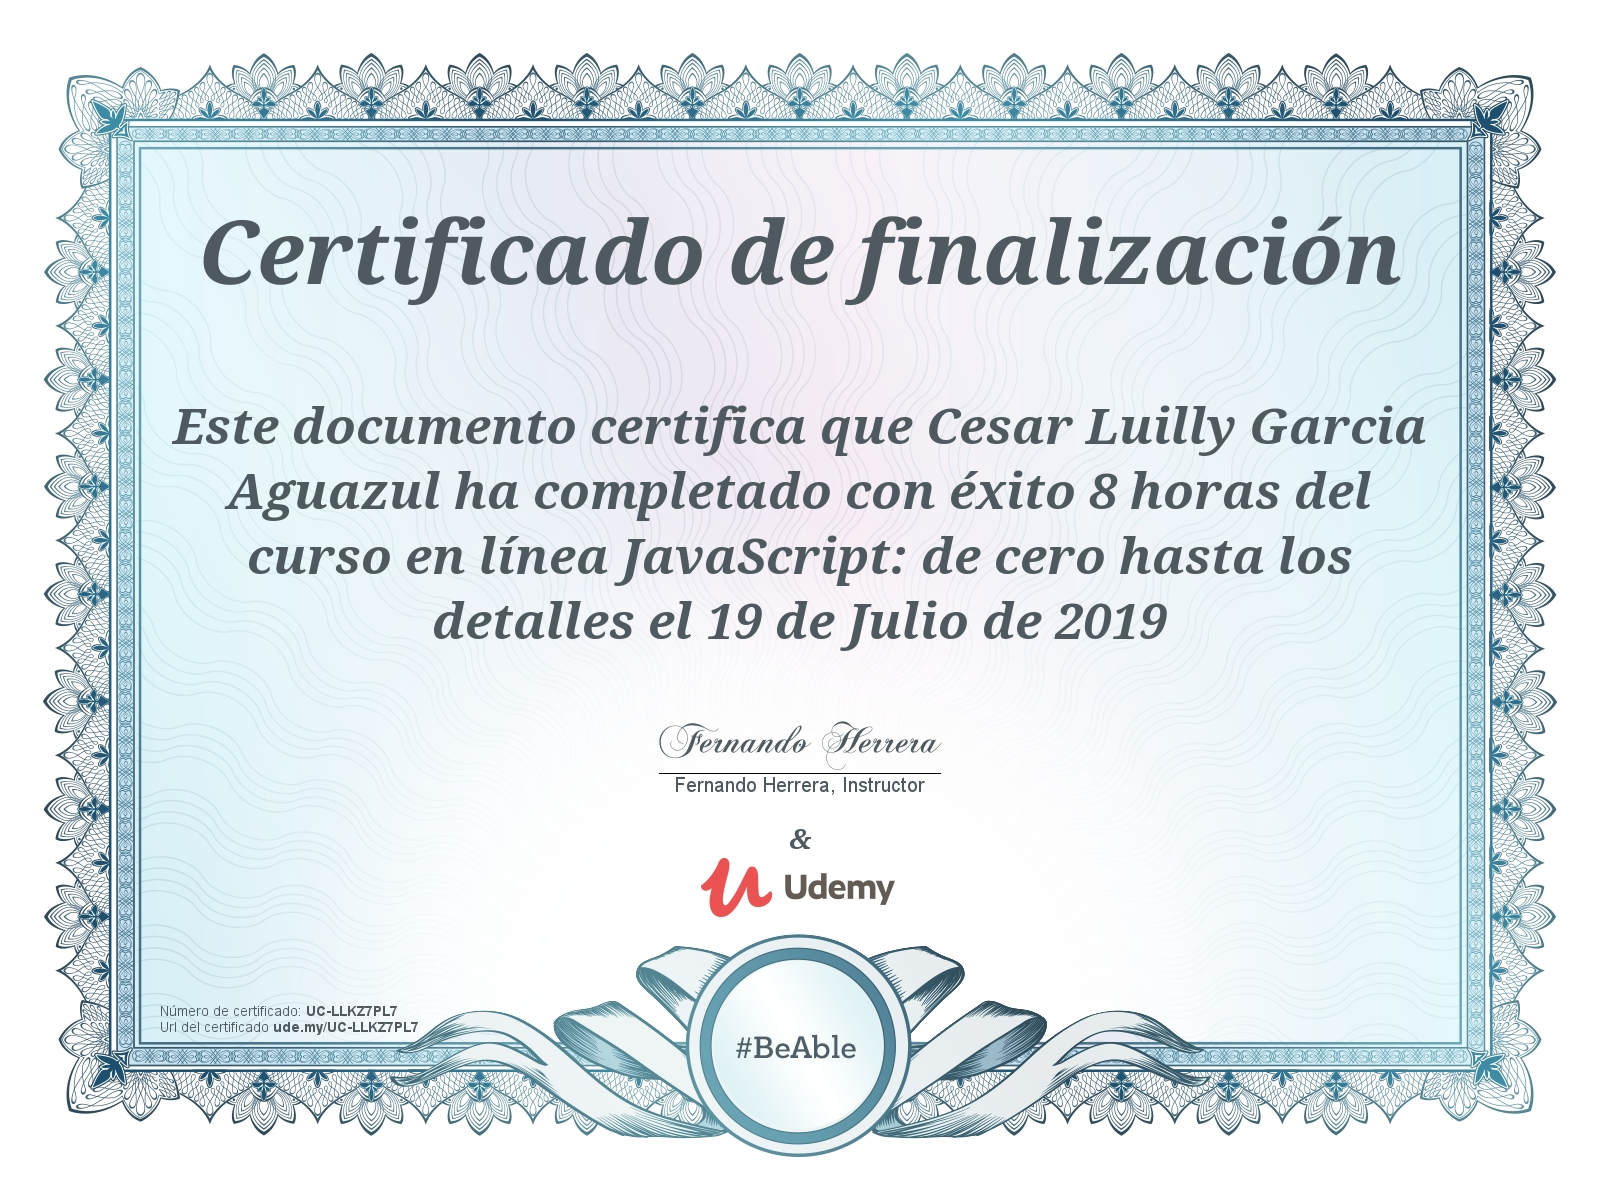 Certificado de finalización
Este documento certifica que Cesar Luilly Garcia
Aguazul ha completado con éxito 8 horas del
curso en línea JavaScript: de cero hasta los
detalles el 19 de Julio de 2019
Fernando Herrera
Fernando Herrera, Instructor
&
Udemy
Número de certificado: UC-LLKZ7PL7
Url del certificado ude.my/UC-LLKZ7PL7
#BeAble